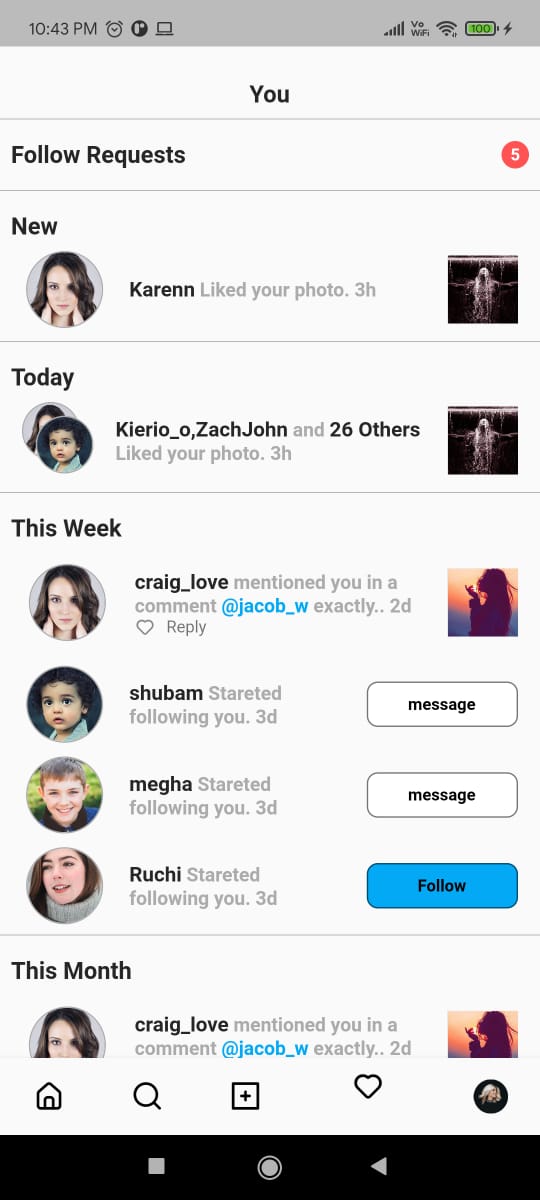 10:43 PM
Vo
WiFi
100
You
Follow Requests
5
New
Karenn Liked your photo. 3h
Today
Kierio_o,ZachJohn and 26 Others
Liked your photo. 3h
This Week
craig_love mentioned you in a
comment @jacob_w exactly.. 2d
Reply
shubam Stareted
following you. 3d
message
megha Stareted
following you. 3d
message
Ruchi Stareted
following you. 3d
Follow
This Month
craig_love mentioned you in a
comment @jacob_w exactly.. 2d